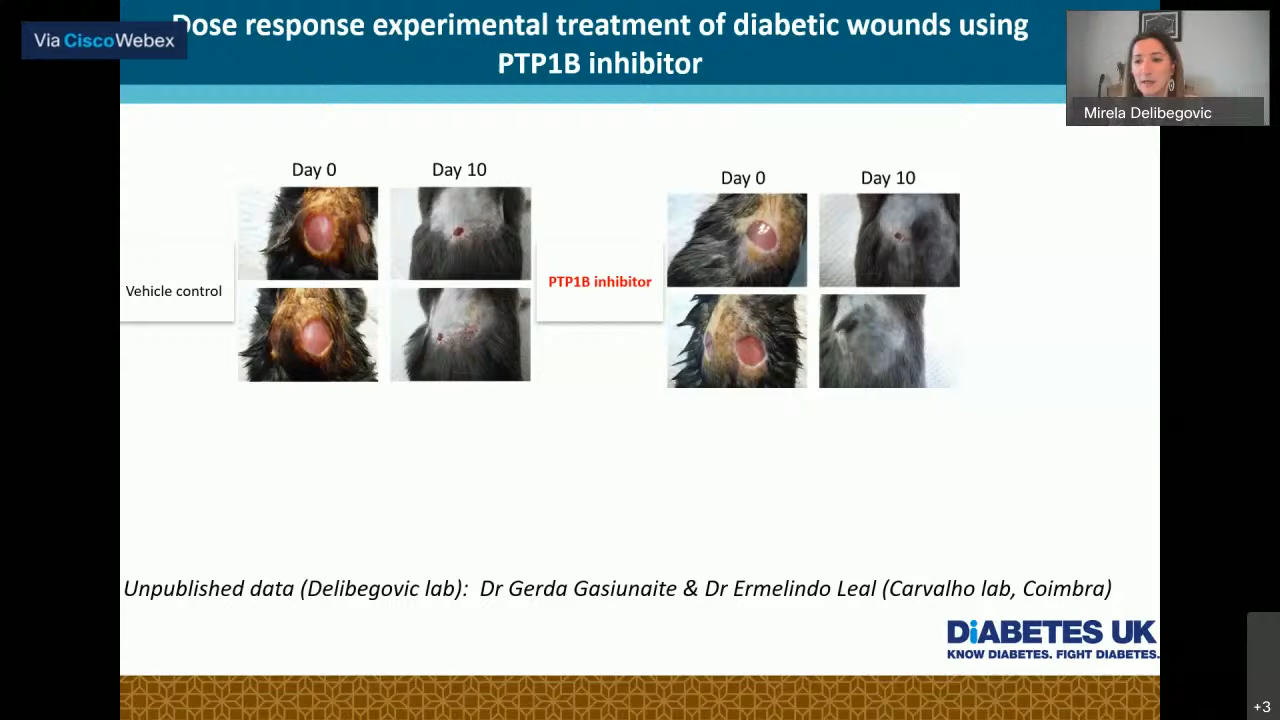 Via Cisco Webex
Dose response experimental treatment of diabetic wounds using
PTP1B inhibitor
Mirela Delibegovic
Day 0
Day 10
Day 0
Day 10
Vehicle control
PTP1B inhibitor
Unpublished data (Delibegovic lab): Dr Gerda Gasiunaite & Dr Ermelindo Leal (Carvalho lab, Coimbra)
DiABETES UK
KNOW DIABETES. FIGHT DIABETES.
+3